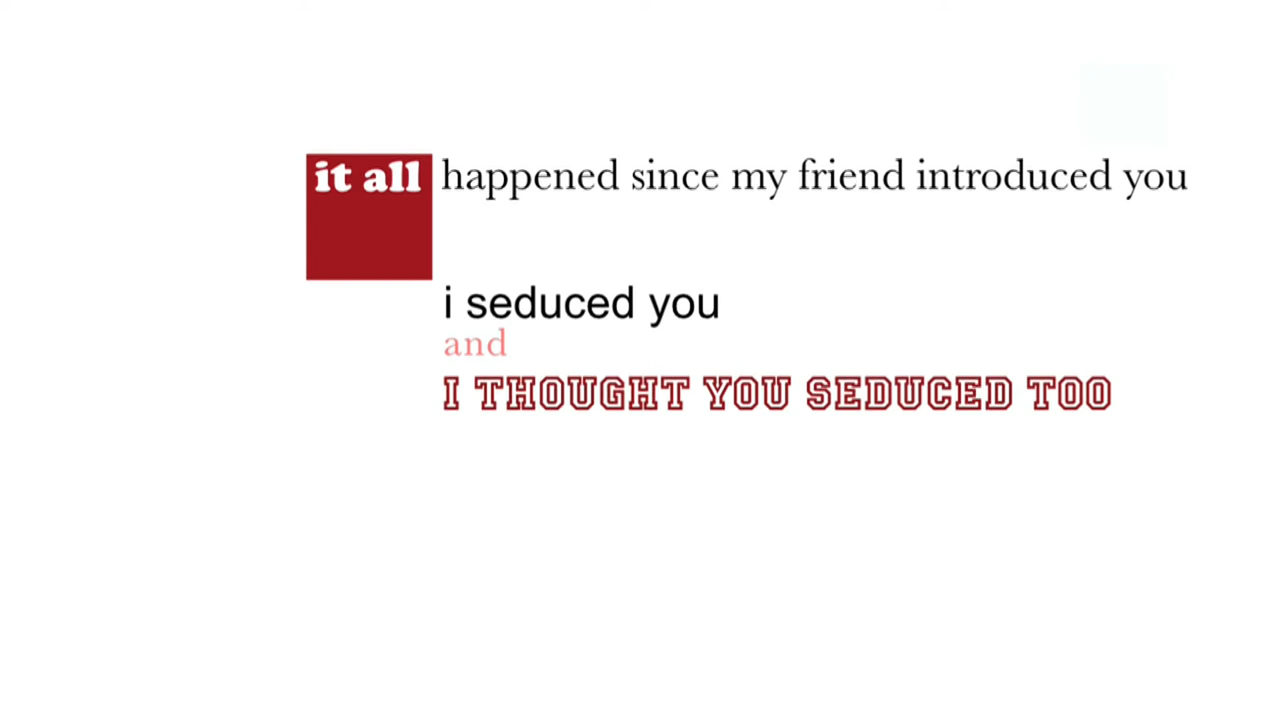 it all happened since my friend introduced you
i seduced you
and
I THOUGHT YOU SEDUCED TOO